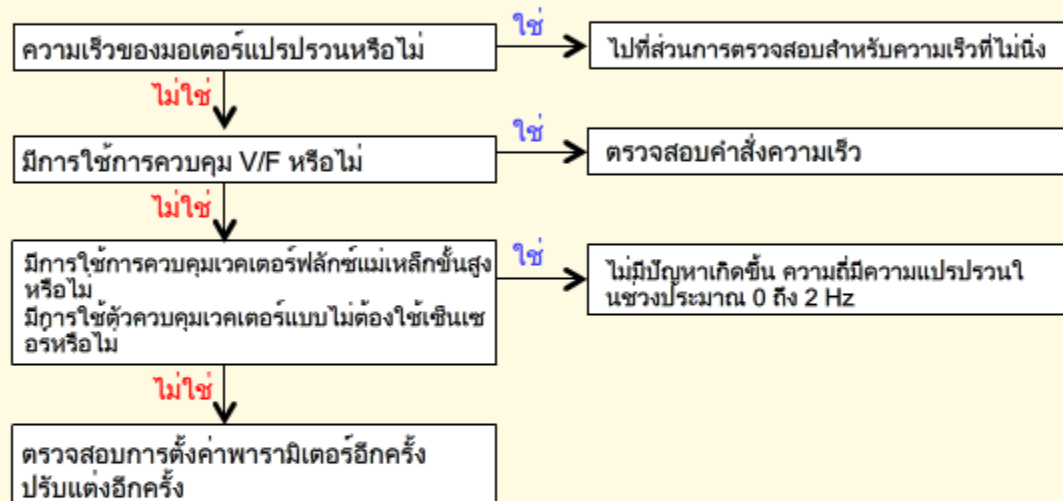 ความเร็วของมอเตอร์แปรปรวนหรือไม่
ใช่
ไปที่ส่วนการตรวจสอบสำหรับความเร็วที่ไม่นิ่ง
ไม่ใช่
มีการใช้การควบคุม V/F หรือไม่
ใช่
ตรวจสอบคำสั่งความเร็ว
ไม่ใช่
มีการใช้การควบคุมเวคเตอร์ฟลักซ์แม่เหล็กขั้นสูง
หรือไม่
มีการใช้ตัวควบคุมเวคเตอร์แบบไม่ต้องใช้เซ็นเซ
อร์หรือไม่
ใช่
ไม่มีปัญหาเกิดขึ้น ความถี่มีความแปรปรวนใ
นช่วงประมาณ 0 ถึง 2 Hz
ไม่ใช่
ตรวจสอบการตั้งค่าพารามิเตอร์อีกครั้ง
ปรับแต่งอีกครั้ง